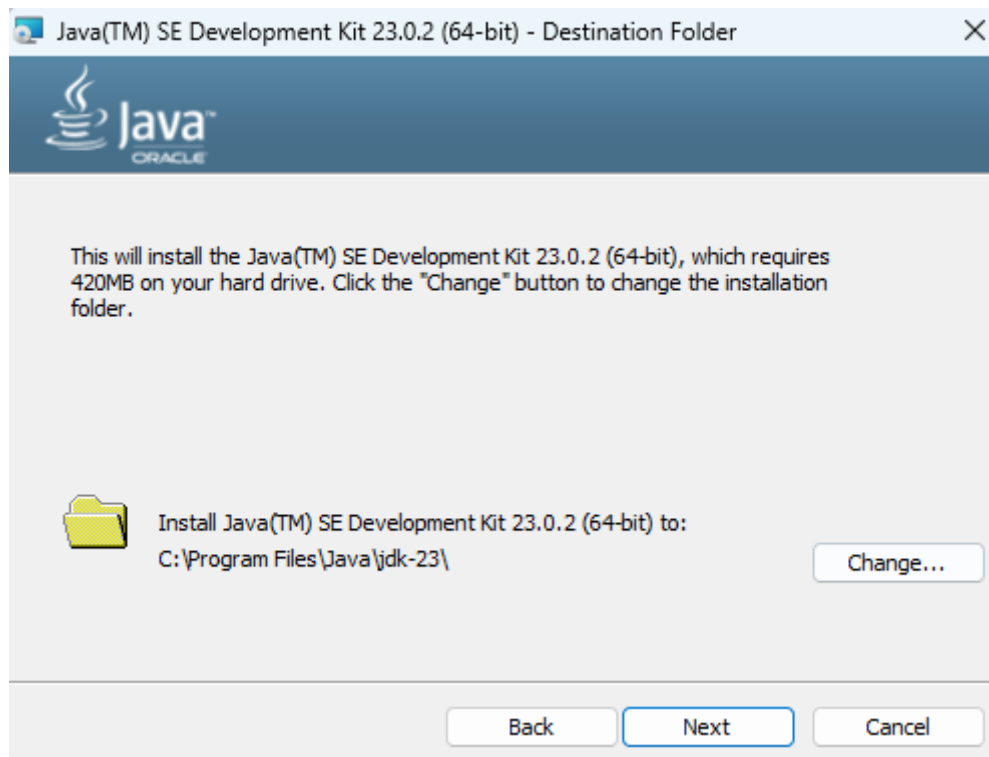 Java(TM) SE Development Kit 23.0.2 (64-bit) - Destination Folder
Java™
ORACLE
This will install the Java(TM) SE Development Kit 23.0.2 (64-bit), which requires
420MB on your hard drive. Click the "Change" button to change the installation
folder.
Install Java(TM) SE Development Kit 23.0.2 (64-bit) to:
C:\Program Files\Java\jdk-23\
Change...
Back
Next
Cancel